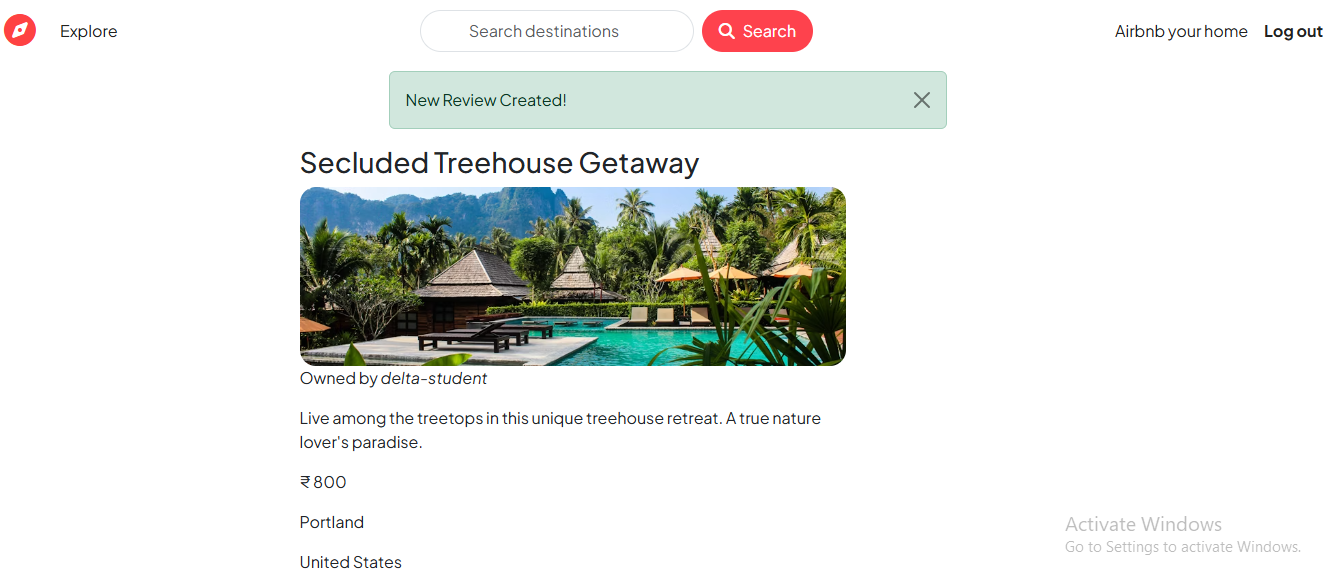 Explore
Search destinations
Search
Airbnb your home
Log out
New Review Created!
Secluded Treehouse Getaway
Owned by delta-student
Live among the treetops in this unique treehouse retreat. A true nature
lover's paradise.
₹ 800
Portland
United States
Activate Windows
Go to Settings to activate Windows.